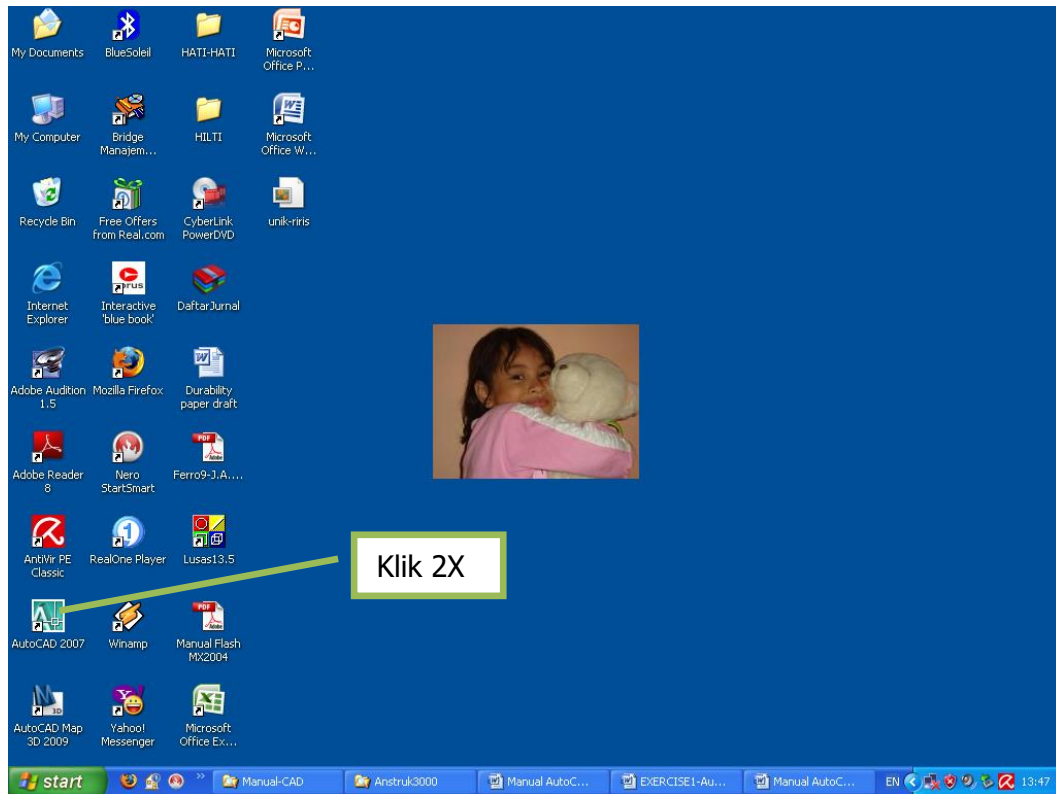 My Documents
BlueSoleil
HATI-HATI
Microsoft
Office P...
My Computer
Bridge
Manajem...
HILTI
Microsoft
Office W...
Recycle Bin
Free Offers
from Real.com
CyberLink
PowerDVD
unik-riris
Internet
Explorer
Interactive
'blue book'
DaftarJurnal
Adobe Audition
1.5
Mozilla Firefox
Durability
paper draft
Adobe Reader
8
Nero
StartSmart
Ferro9-J.A....
AntiVir PE
Classic
RealOne Player
Lusas13.5
Klik 2X
AutoCAD 2007
Winamp
Manual Flash
MX2004
AutoCAD Map
3D 2009
Yahoo!
Messenger
Microsoft
Office Ex...
start
Manual-CAD
Anstruk3000
Manual AutoC...
EXERCISE1-Au...
Manual AutoC...
EN
13:47